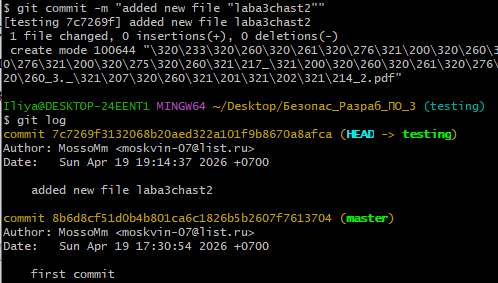 $ git commit -m "added new file "laba3chast2""
[testing 7c7269f] added new file laba3chast2
 1 file changed, 0 insertions(+), 0 deletions(-)
 create mode 100644 "\320\233\320\260\320\261\320\276\321\200\320\260\3
0\276\321\200\320\275\320\260\321\217_\321\200\320\260\320\261\320\276
20\260_3._\321\207\320\260\321\201\321\202\321\214_2.pdf"
Iliya@DESKTOP-24EENT1 MINGW64 ~/Desktop/Безопас_Разраб_ПО_3 (testing)
$ git log
commit 7c7269f3132068b20aed322a101f9b8670a8afca (HEAD -> testing)
Author: MossoMm <moskvin-07@list.ru>
Date:   Sun Apr 19 19:14:37 2026 +0700
    added new file laba3chast2
commit 8b6d8cf51d0b4b801ca6c1826b5b2607f7613704 (master)
Author: MossoMm <moskvin-07@list.ru>
Date:   Sun Apr 19 17:30:54 2026 +0700
    first commit